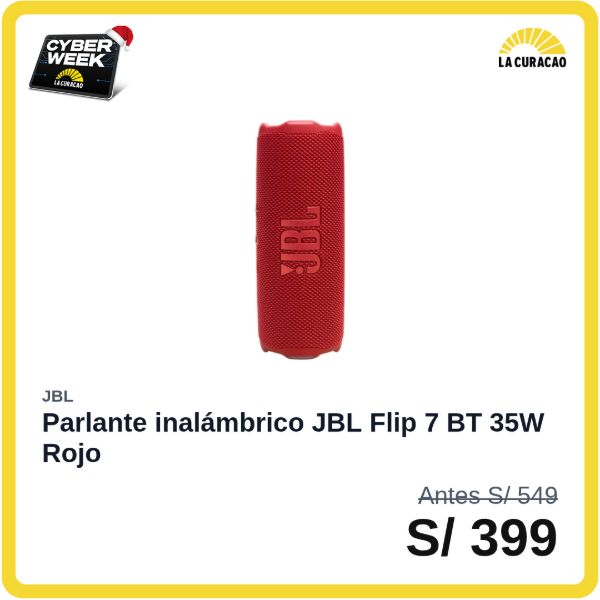 CYBER
WEEK
LA CURACAO
LA CURACAO
JBL
JBL
Parlante inalámbrico JBL Flip 7 BT 35W
Rojo
Antes S/ 549
S/ 399